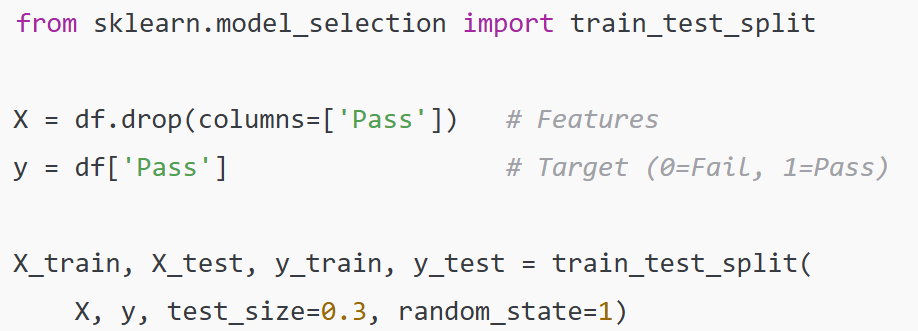 from sklearn.model_selection import train_test_split
X = df.drop(columns=['Pass'])   # Features
y = df['Pass']                  # Target (0=Fail, 1=Pass)
X_train, X_test, y_train, y_test = train_test_split(
    X, y, test_size=0.3, random_state=1)